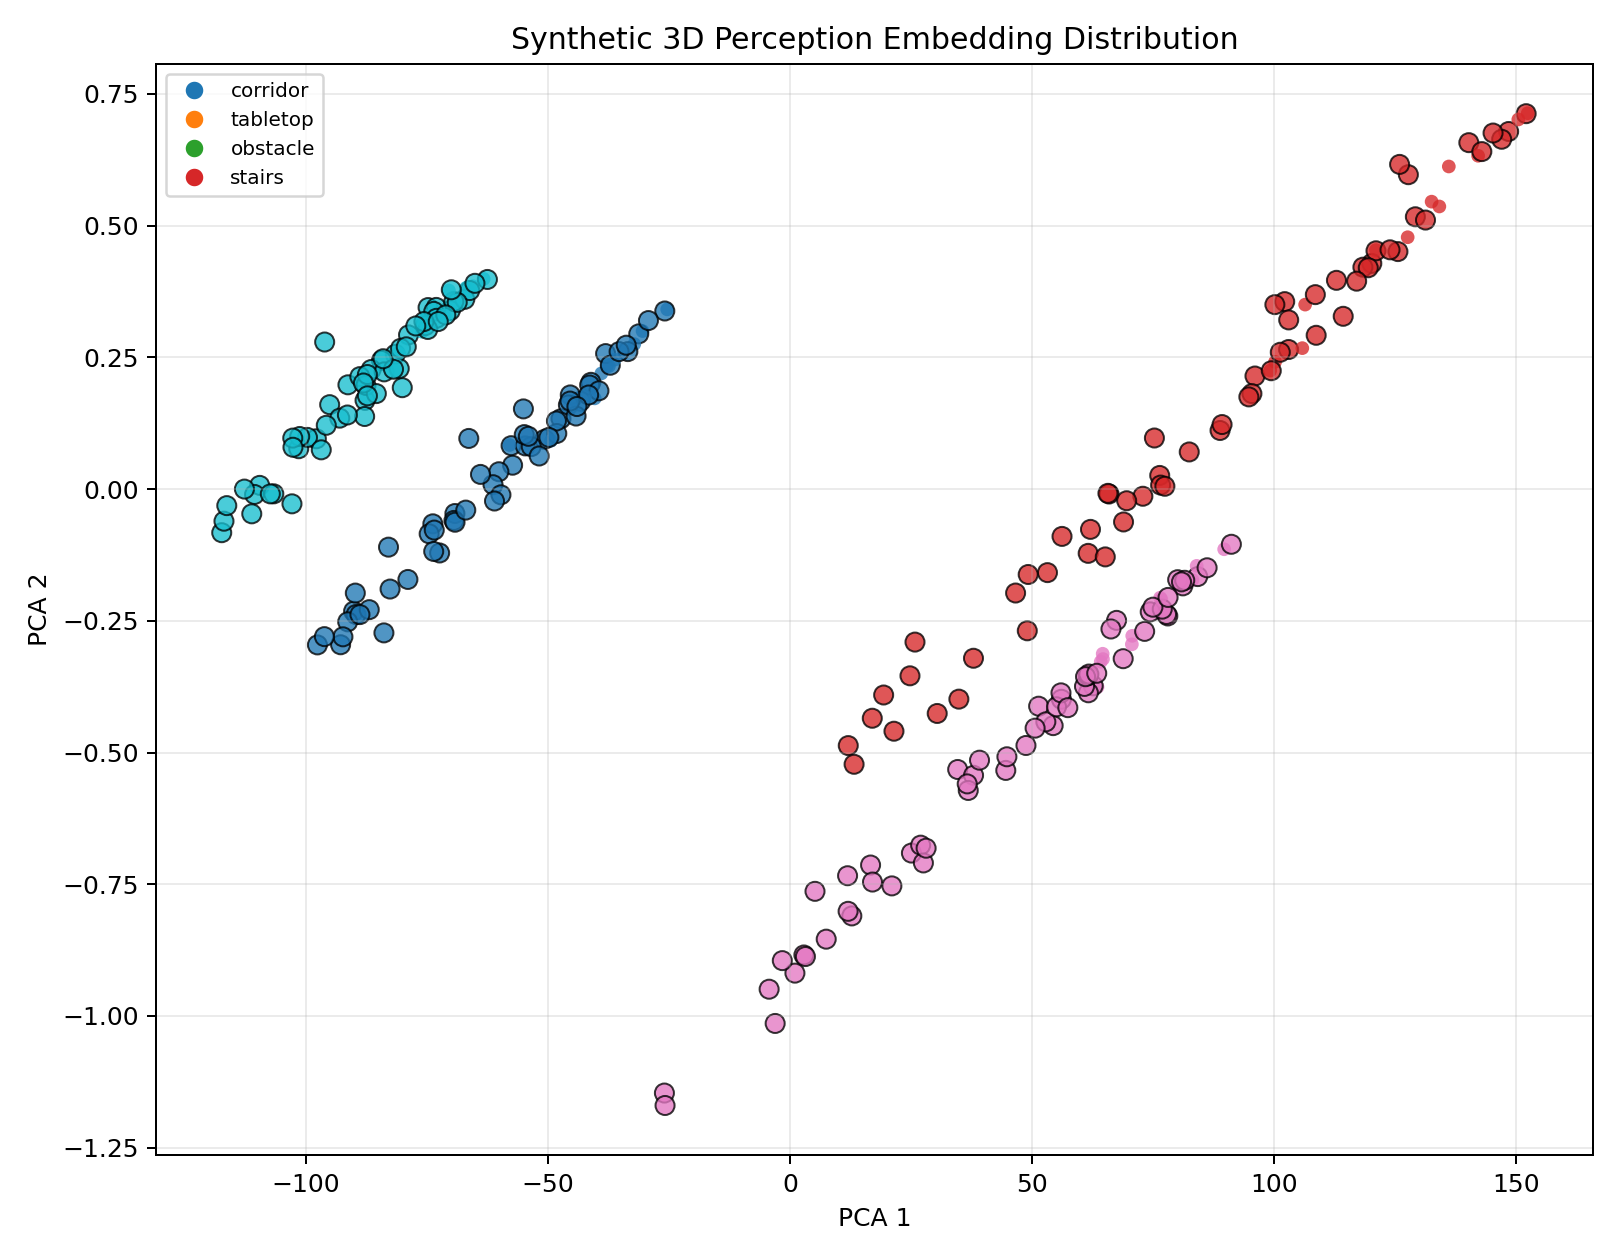 Synthetic 3D Perception Embedding Distribution
corridor
tabletop
obstacle
stairs
0.75
0.50
0.25
0.00
−0.25
−0.50
−0.75
−1.00
−1.25
PCA 2
−100
−50
0
50
100
150
PCA 1